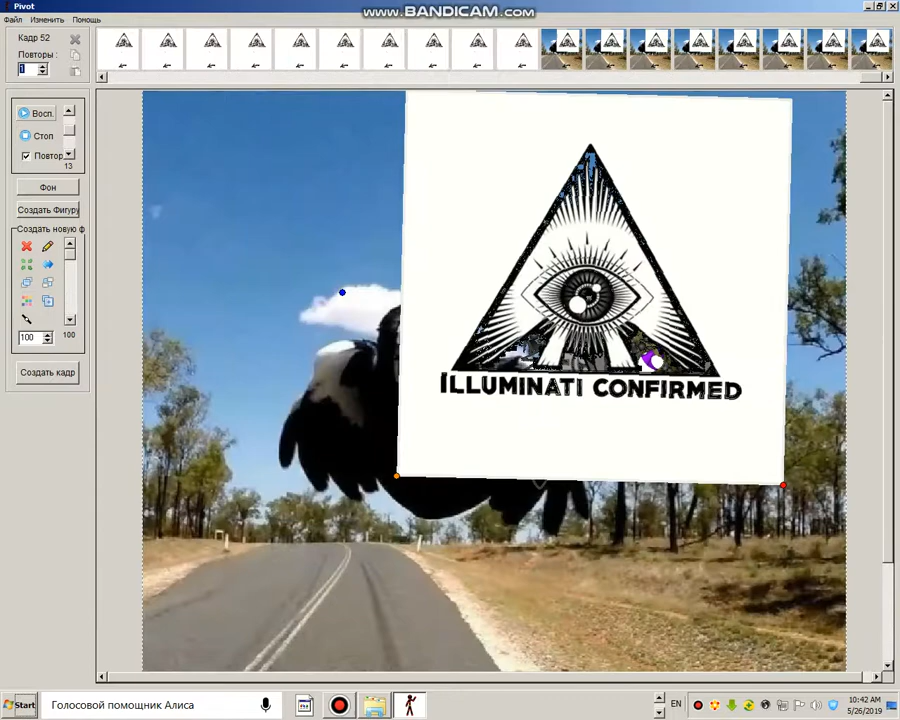 Pivot
www.BANDICAM.com
Файл Изменить Помощь
Кадр 52
Повторы :
1
Восп.
Стоп
Повтор
13
Фон
Создать Фигуру
Создать новую ф
100
100
Создать кадр
ILLUMINATI CONFIRMED
Start
Голосовой помощник Алиса
EN
10:42 AM
5/26/2019